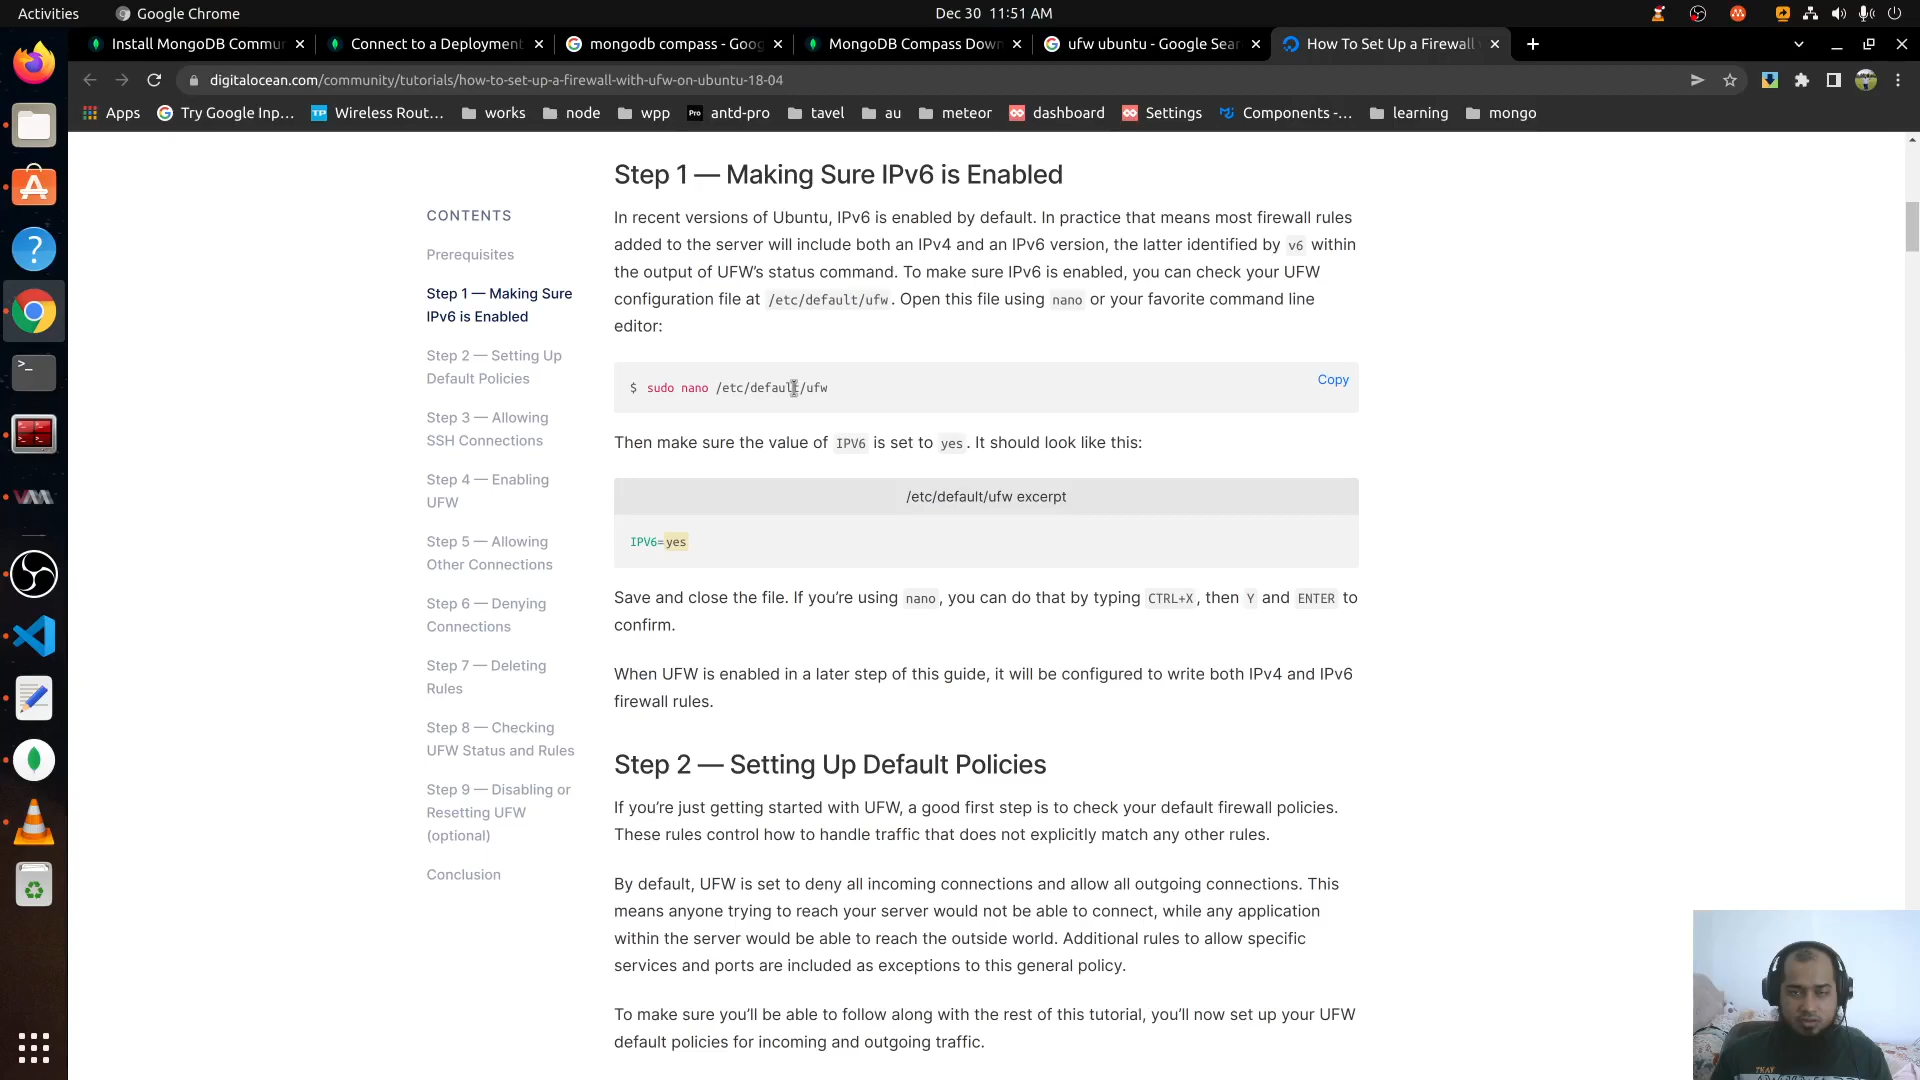 Activities
Google Chrome
Dec 30 11:51 AM
Install MongoDB Commur
Connect to a Deployment
mongodb compass - Goog
MongoDB Compass Down
ufw ubuntu - Google Sear
How To Set Up a Firewall
digitalocean.com/community/tutorials/how-to-set-up-a-firewall-with-ufw-on-ubuntu-18-04
Apps
Try Google Inp...
Wireless Rout...
works
node
wpp
Pro antd-pro
tavel
au
meteor
dashboard
Settings
Components -...
learning
mongo
CONTENTS
Prerequisites
Step 1 — Making Sure
IPv6 is Enabled
Step 2 — Setting Up
Default Policies
Step 3 — Allowing
SSH Connections
Step 4 — Enabling
UFW
Step 5 — Allowing
Other Connections
Step 6 — Denying
Connections
Step 7 — Deleting
Rules
Step 8 — Checking
UFW Status and Rules
Step 9 — Disabling or
Resetting UFW
(optional)
Conclusion
Step 1 — Making Sure IPv6 is Enabled
In recent versions of Ubuntu, IPv6 is enabled by default. In practice that means most firewall rules
added to the server will include both an IPv4 and an IPv6 version, the latter identified by v6 within
the output of UFW’s status command. To make sure IPv6 is enabled, you can check your UFW
configuration file at /etc/default/ufw. Open this file using nano or your favorite command line
editor:
$ sudo nano /etc/default/ufw
Copy
Then make sure the value of IPV6 is set to yes. It should look like this:
/etc/default/ufw excerpt
IPV6=yes
Save and close the file. If you’re using nano, you can do that by typing CTRL+X, then Y and ENTER to
confirm.
When UFW is enabled in a later step of this guide, it will be configured to write both IPv4 and IPv6
firewall rules.
Step 2 — Setting Up Default Policies
If you’re just getting started with UFW, a good first step is to check your default firewall policies.
These rules control how to handle traffic that does not explicitly match any other rules.
By default, UFW is set to deny all incoming connections and allow all outgoing connections. This
means anyone trying to reach your server would not be able to connect, while any application
within the server would be able to reach the outside world. Additional rules to allow specific
services and ports are included as exceptions to this general policy.
To make sure you’ll be able to follow along with the rest of this tutorial, you’ll now set up your UFW
default policies for incoming and outgoing traffic.